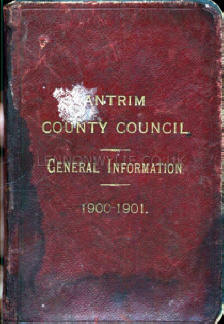 ANTRIM
COUNTY COUNCIL
GENERAL INFORMATION
1900-1901.